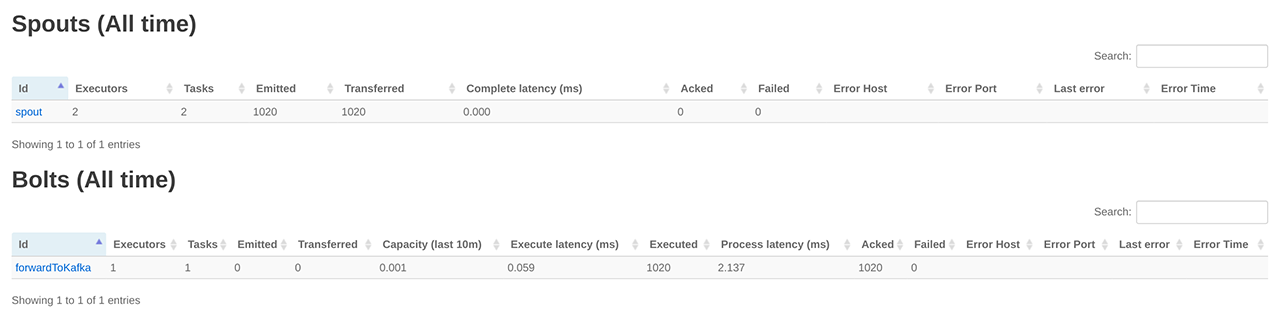 Spouts (All time)
Search:
Id Executors Tasks Emitted Transferred Complete latency (ms) Acked Failed Error Host Error Port Last error Error Time
spout 2 2 1020 1020 0.000 0 0
Showing 1 to 1 of 1 entries
Bolts (All time)
Search:
Id Executors Tasks Emitted Transferred Capacity (last 10m) Execute latency (ms) Executed Process latency (ms) Acked Failed Error Host Error Port Last error Error Time
forwardToKafka 1 1 0 0 0.001 0.059 1020 2.137 1020 0
Showing 1 to 1 of 1 entries